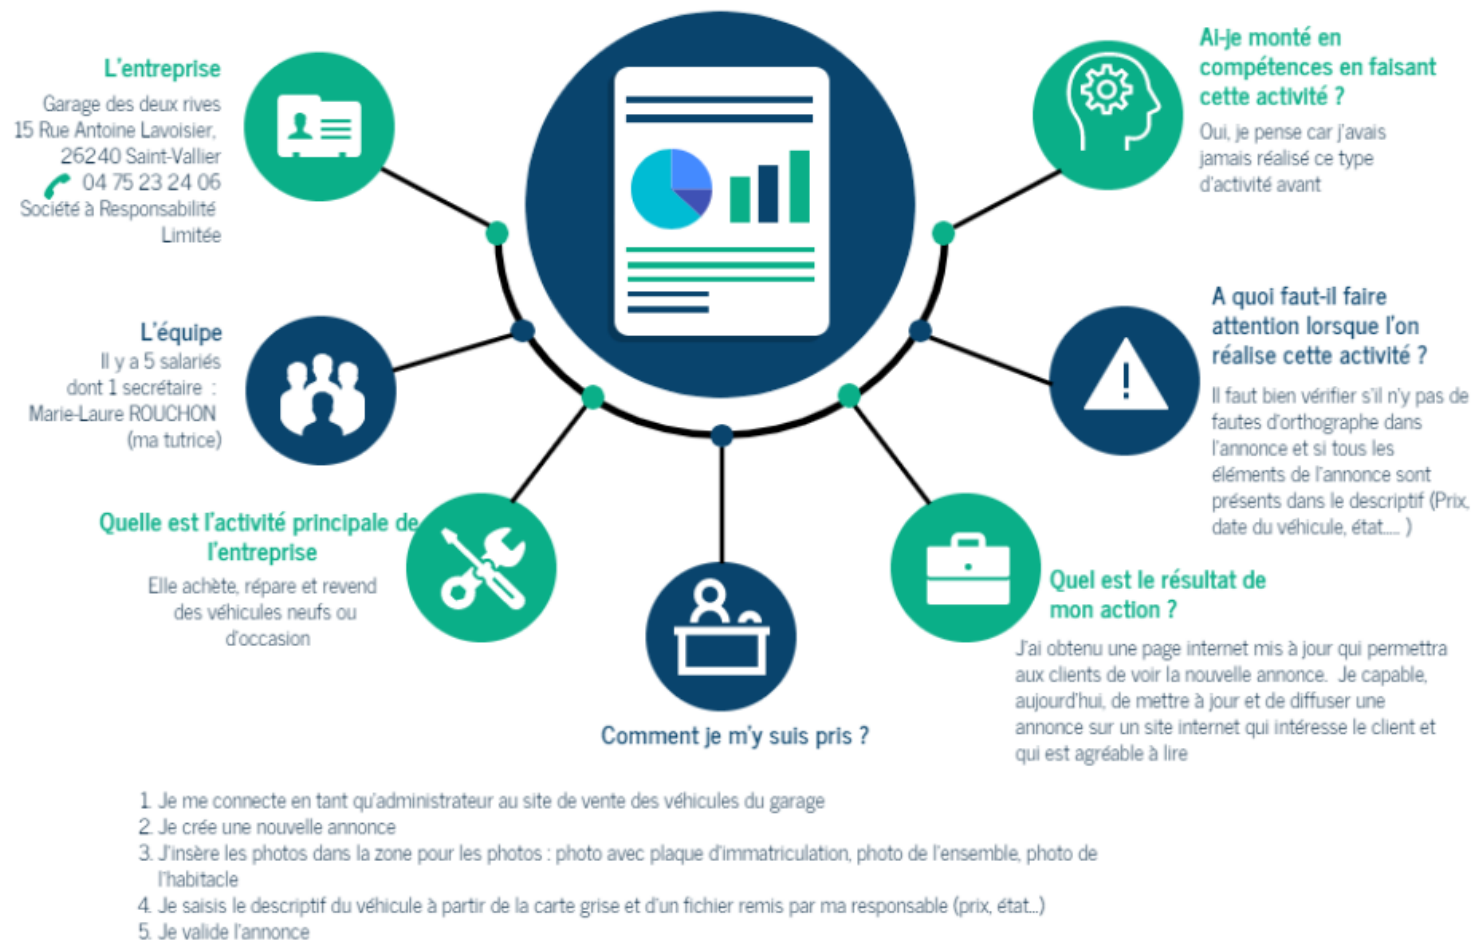 L'entreprise
Garage des deux rives
15 Rue Antoine Lavoisier,
26240 Saint-Vallier
04 75 23 24 06
Société à Responsabilité
Limitée
L'équipe
Il y a 5 salariés
dont 1 secrétaire :
Marie-Laure ROUCHON
(ma tutrice)
Quelle est l'activité principale de
l'entreprise
Elle achète, répare et revend
des véhicules neufs ou
d'occasion
Comment je m'y suis pris ?
1. Je me connecte en tant qu'administrateur au site de vente des véhicules du garage
2. Je crée une nouvelle annonce
3. J'insère les photos dans la zone pour les photos : photo avec plaque d'immatriculation, photo de l'ensemble, photo de
l'habitacle
4. Je saisis le descriptif du véhicule à partir de la carte grise et d'un fichier remis par ma responsable (prix, état...)
5. Je valide l'annonce
Quel est le résultat de
mon action ?
J'ai obtenu une page internet mis à jour qui permettra
aux clients de voir la nouvelle annonce. Je capable,
aujourd'hui, de mettre à jour et de diffuser une
annonce sur un site internet qui intéresse le client et
qui est agréable à lire
A quoi faut-il faire
attention lorsque l'on
réalise cette activité ?
Il faut bien vérifier s'il n'y pas de
fautes d'orthographe dans
l'annonce et si tous les
éléments de l'annonce sont
présents dans le descriptif (Prix,
date du véhicule, état..... )
Ai-je monté en
compétences en faisant
cette activité ?
Oui, je pense car j'avais
jamais réalisé ce type
d'activité avant